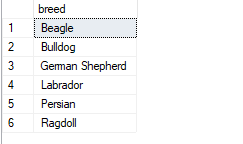 breed
1 Beagle
2 Bulldog
3 German Shepherd
4 Labrador
5 Persian
6 Ragdoll